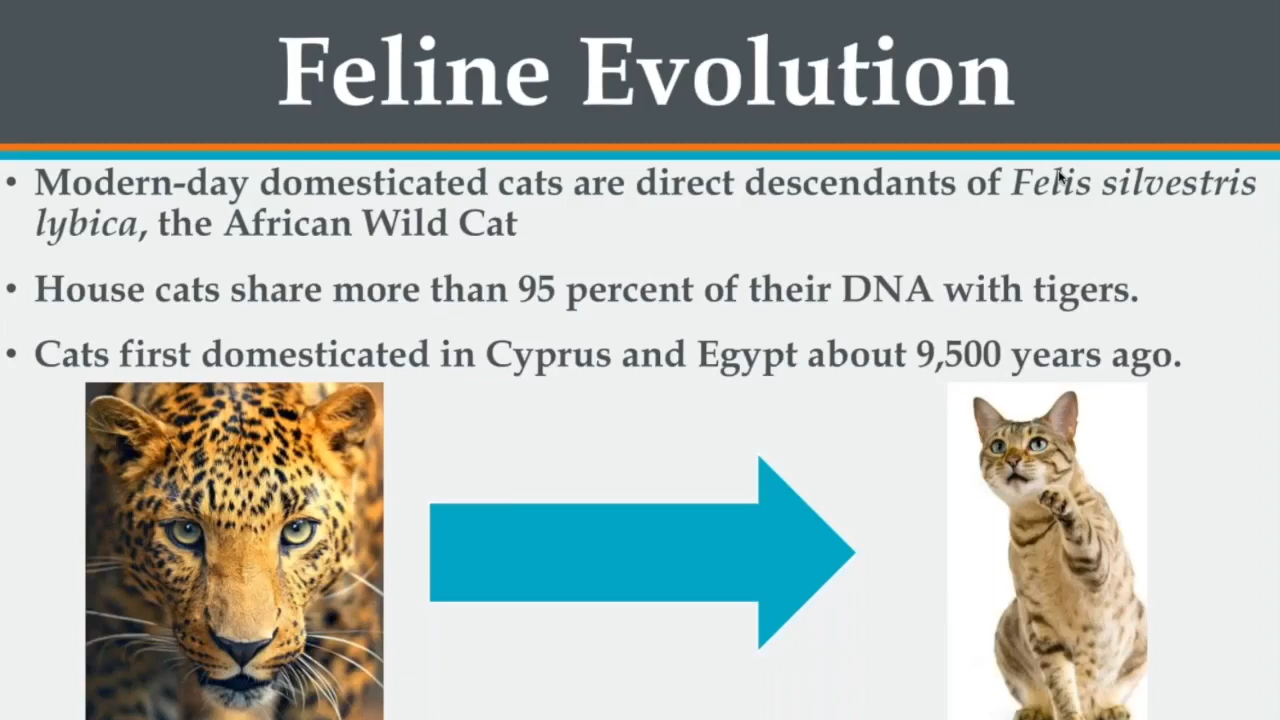 Feline Evolution
• Modern-day domesticated cats are direct descendants of Felis silvestris
lybica, the African Wild Cat
• House cats share more than 95 percent of their DNA with tigers.
• Cats first domesticated in Cyprus and Egypt about 9,500 years ago.